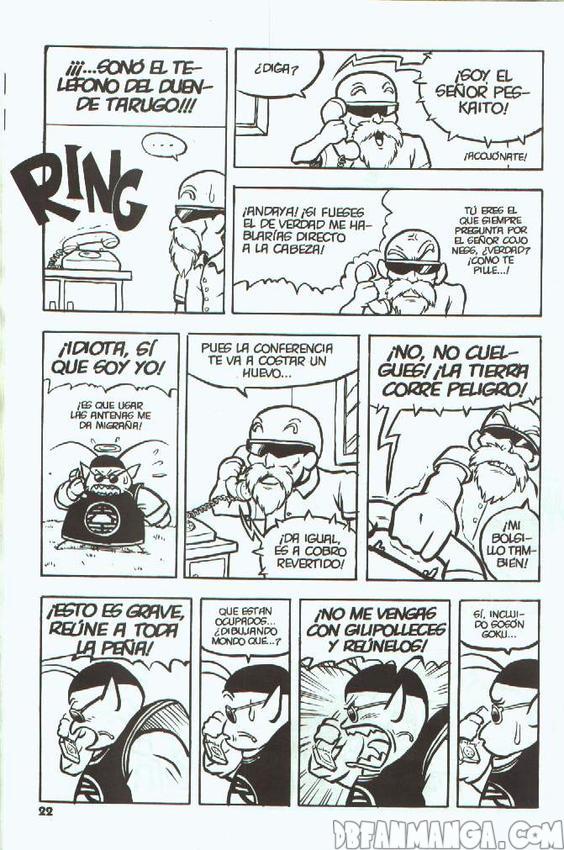 ¡¡¡...SONÓ EL TE-
LÉFONO DEL DUEN-
DE TARUGO!!!
...
RING
¿DIGA?
¡SOY EL
SEÑOR PES-
KAITO!
¡ACOJÓNATE!
¡ANDAYA! ¡SI FUESES
EL DE VERDAD ME HA-
BLARÍAS DIRECTO
A LA CABEZA!
TÚ ERES EL
QUE SIEMPRE
PREGUNTA POR
EL SEÑOR COJO
NESS, ¿VERDAD?
¡COMO TE
PILLE...!
¡IDIOTA, SÍ
QUE SOY YO!
¡ES QUE USAR
LAS ANTENAS ME
DA MIGRAÑA!
PUES LA CONFERENCIA
TE VA A COSTAR UN
HUEVO...
¡DA IGUAL,
ES A COBRO
REVERTIDO!
¡NO, NO CUEL-
GUES! ¡LA TIERRA
CORRE PELIGRO!
¡MI
BOLSI-
LLO TAM-
BIÉN!
¡ESTO ES GRAVE,
REÚNE A TODA
LA PEÑA!
QUE ESTÁN
OCUPADOS...
¿DIBUJANDO
MONDO QUE...?
¡NO ME VENGAS
CON GILIPOLLECES
Y REÚNELOS!
SÍ, INCLUI-
DO SOSÓN
GOKU...
22
DBFANMANGA.COM